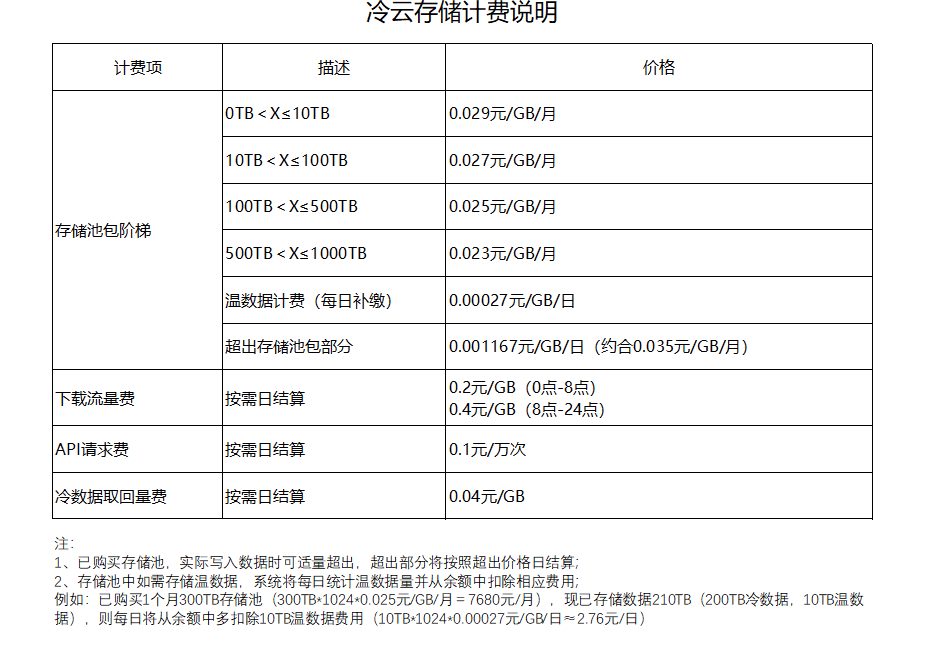 冷云存储计费说明
计费项 描述 价格
存储池包阶梯
0TB＜X≤10TB 0.029元/GB/月
10TB＜X≤100TB 0.027元/GB/月
100TB＜X≤500TB 0.025元/GB/月
500TB＜X≤1000TB 0.023元/GB/月
温数据计费（每日补缴） 0.00027元/GB/日
超出存储池包部分 0.001167元/GB/日（约合0.035元/GB/月）
下载流量费 按需日结算 0.2元/GB（0点-8点）
0.4元/GB（8点-24点）
API请求费 按需日结算 0.1元/万次
冷数据取回量费 按需日结算 0.04元/GB
注：
1、已购买存储池，实际写入数据时可适量超出，超出部分将按照超出价格日结算;
2、存储池中如需存储温数据，系统将每日统计温数据量并从余额中扣除相应费用;
例如：已购买1个月300TB存储池（300TB*1024*0.025元/GB/月＝7680元/月），现已存储数据210TB（200TB冷数据，10TB温数
据），则每日将从余额中多扣除10TB温数据费用（10TB*1024*0.00027元/GB/日≈2.76元/日）